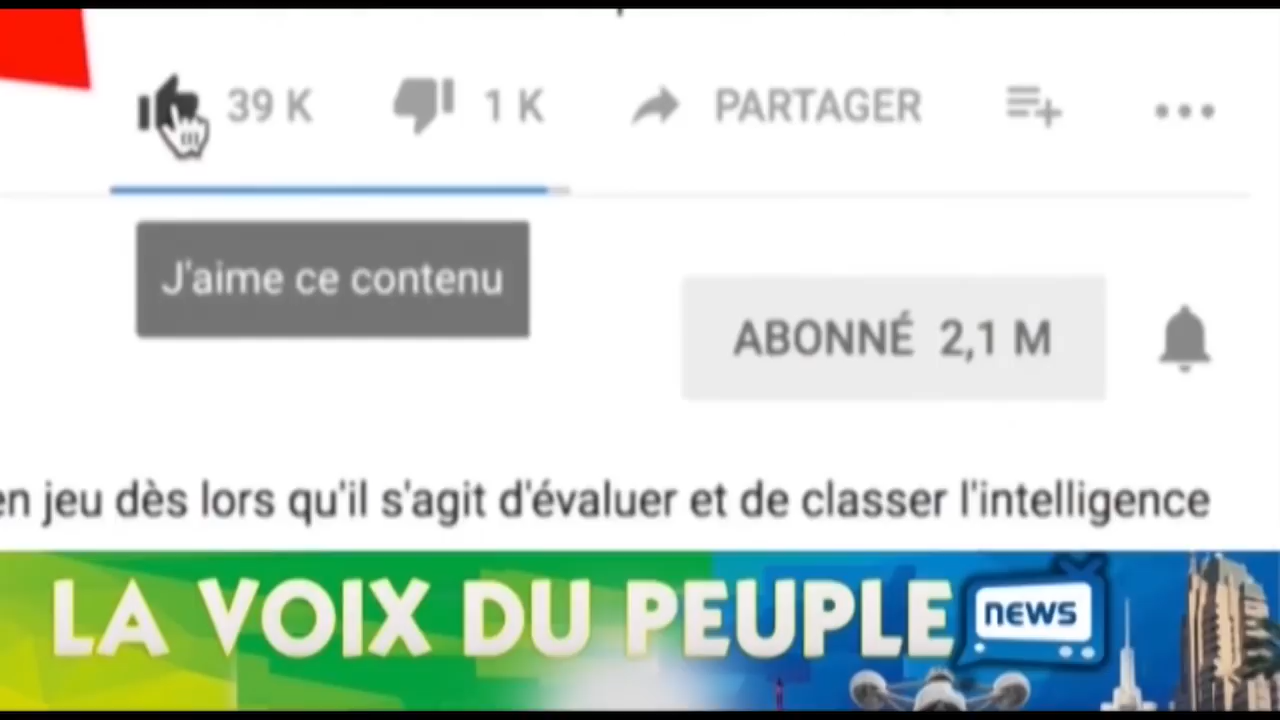 39 K 1 K PARTAGER
J'aime ce contenu
ABONNÉ 2,1 M
en jeu dès lors qu'il s'agit d'évaluer et de classer l'intelligence
LA VOIX DU PEUPLE news